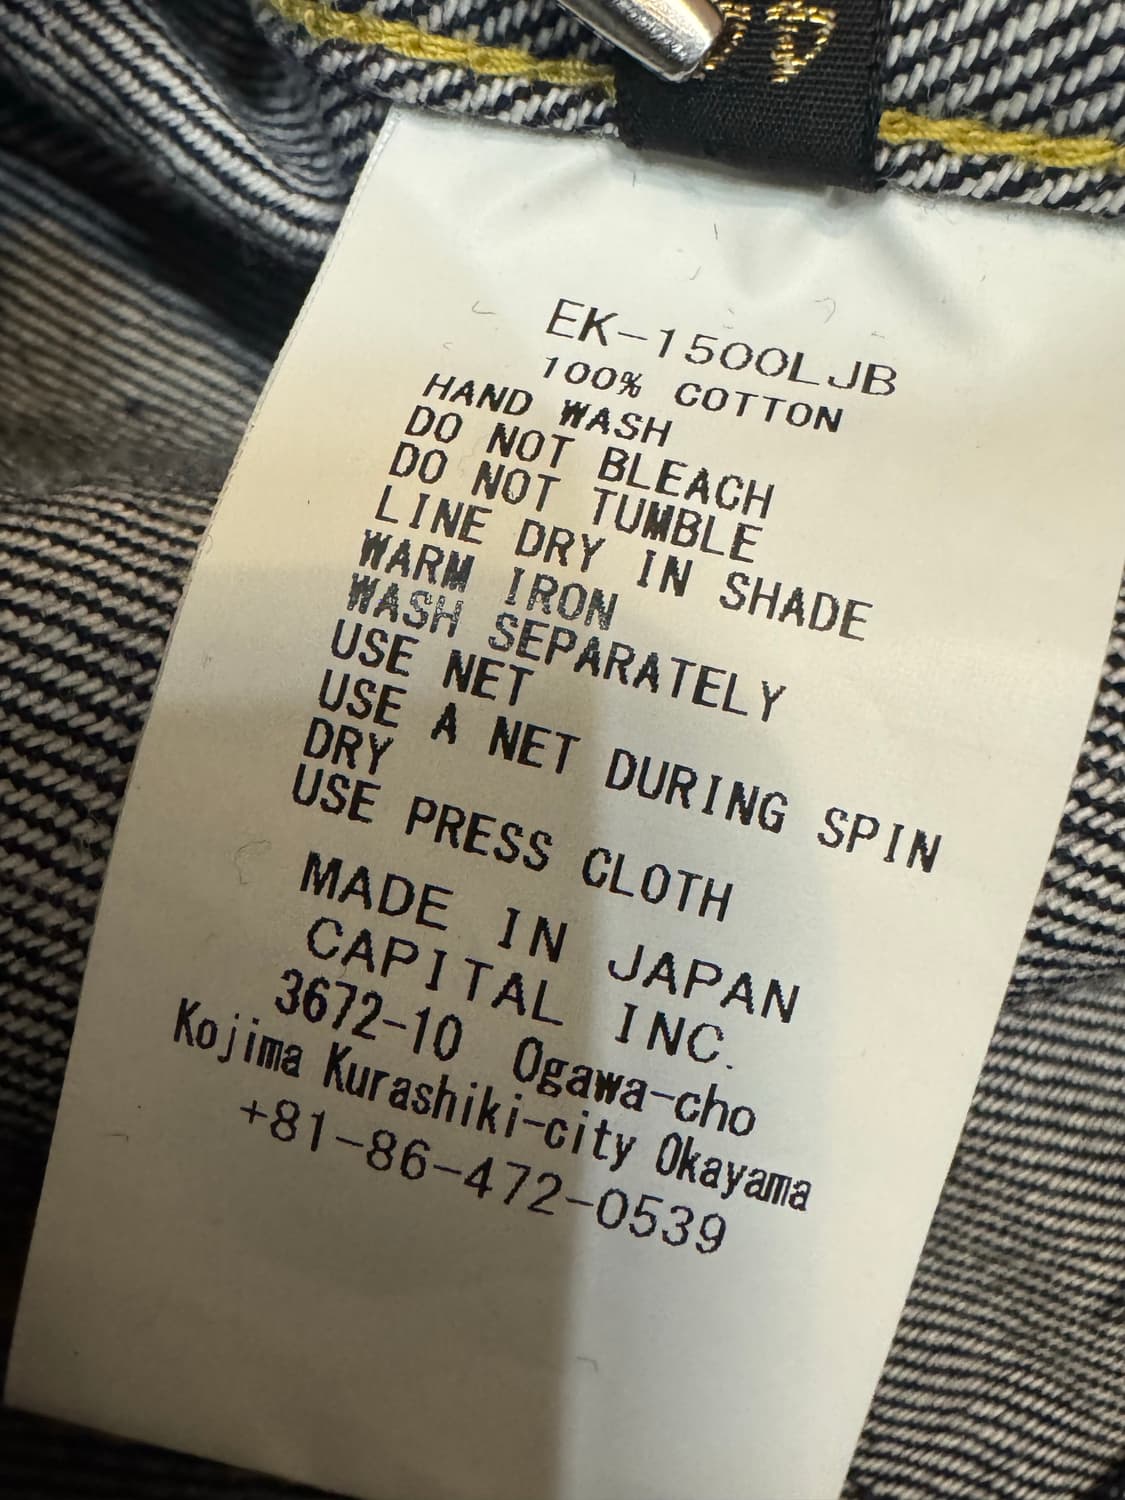 EK-1500LJB
100% COTTON
HAND WASH
DO NOT BLEACH
DO NOT TUMBLE
LINE DRY IN SHADE
WARM IRON
WASH SEPARATELY
USE NET
USE A NET DURING SPIN
DRY
USE PRESS CLOTH
MADE IN JAPAN
CAPITAL INC.
3672-10 Ogawa-cho
Kojima Kurashiki-city Okayama
+81-86-472-0539